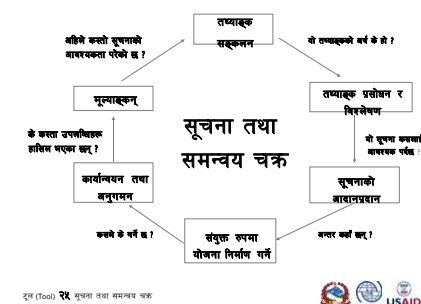 तथ्याङ्क
सङ्कलन
अहिले कस्तो सूचनाको
आवश्यकता परेको छ ?
यो तथ्याङ्कको अर्थ के हो ?
मूल्याङ्कन्
तथ्याङ्क प्रसोधन र
विश्लेषण
सूचना तथा
समन्वय चक्र
के कस्ता उपलब्धिहरू
हासिल भएका छन् ?
यो सूचना कसलाई
आवश्यक पर्दछ ?
कार्यान्वयन तथा
अनुगमन
सूचनाको
आदानप्रदान
कसले के गर्ने छ ?
संयुक्त रुपमा
योजना निर्माण गर्ने
अन्तर कहाँ छन् ?
टूल (Tool) २५ सूचना तथा समन्वय चक्र
USAID